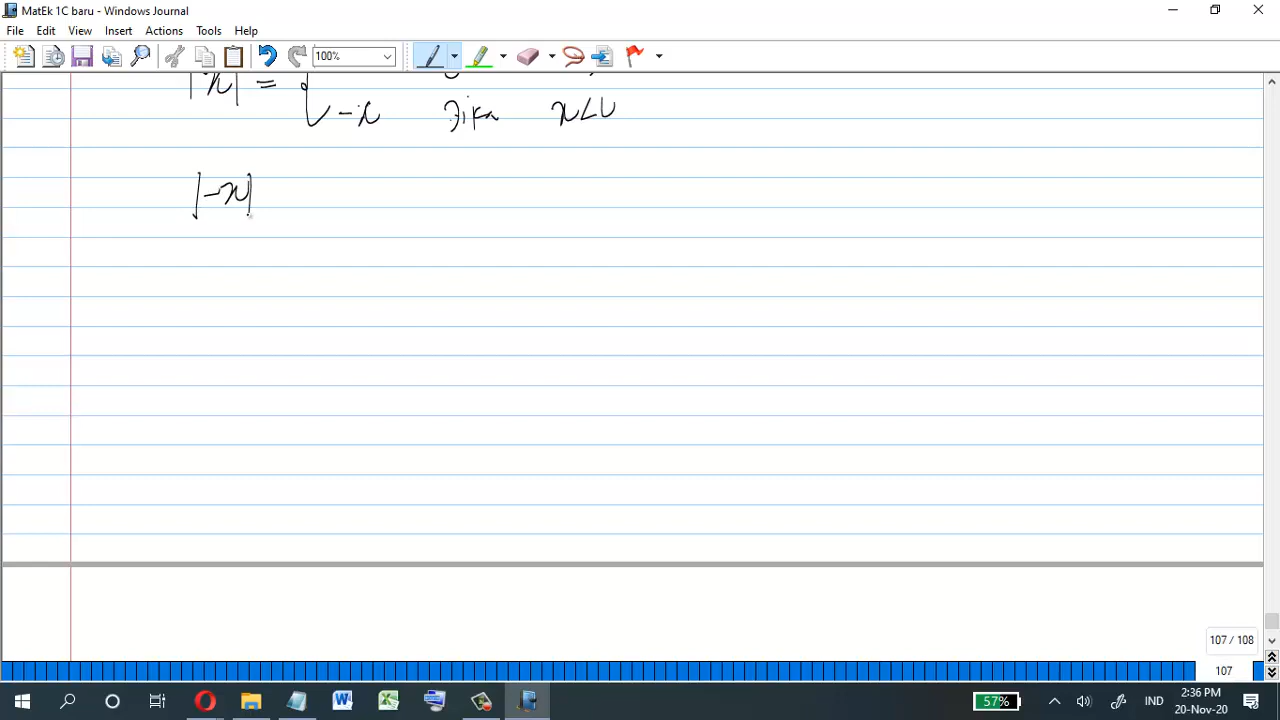 MatEk 1C baru - Windows Journal
File Edit View Insert Actions Tools Help
100%
|x| =
-x jika x<0
|-x|
107 / 108
107
57% IND 2:36 PM
20-Nov-20